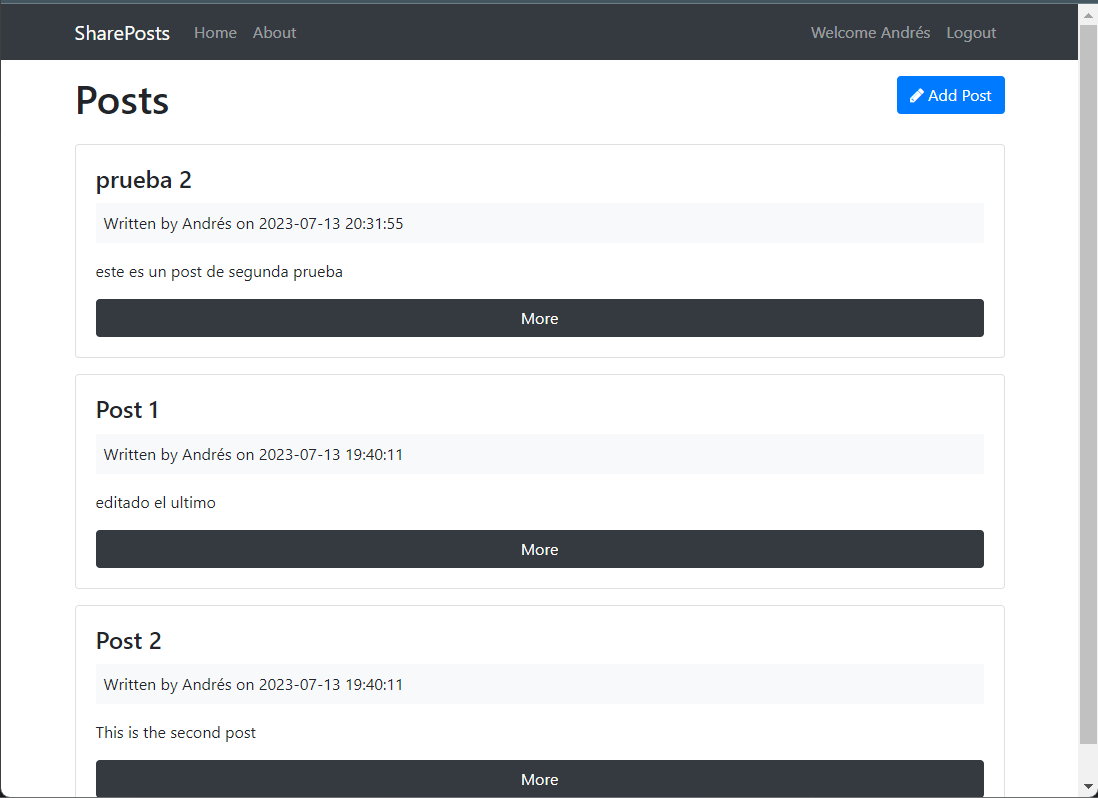 SharePosts Home About Welcome Andrés Logout
Posts
Add Post
prueba 2
Written by Andrés on 2023-07-13 20:31:55
este es un post de segunda prueba
More
Post 1
Written by Andrés on 2023-07-13 19:40:11
editado el ultimo
More
Post 2
Written by Andrés on 2023-07-13 19:40:11
This is the second post
More